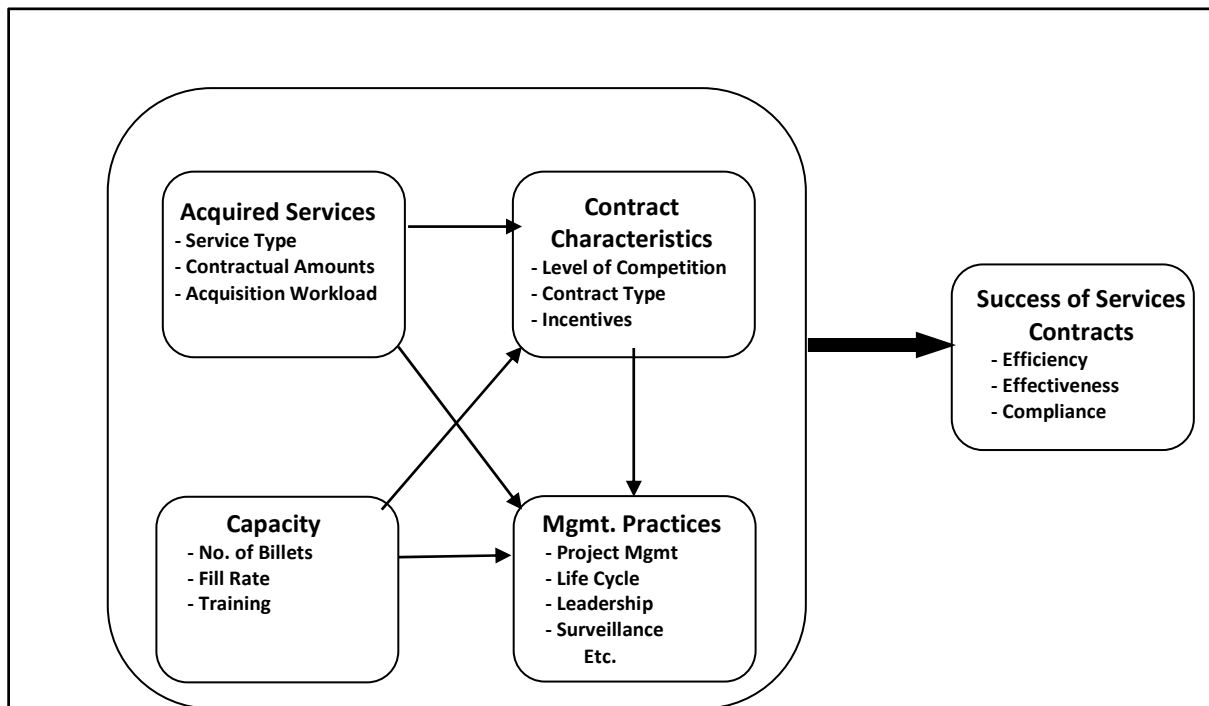 Acquired Services
- Service Type
- Contractual Amounts
- Acquisition Workload
Contract
Characteristics
- Level of Competition
- Contract Type
- Incentives
Success of Services
Contracts
- Efficiency
- Effectiveness
- Compliance
Capacity
- No. of Billets
- Fill Rate
- Training
Mgmt. Practices
- Project Mgmt
- Life Cycle
- Leadership
- Surveillance
Etc.